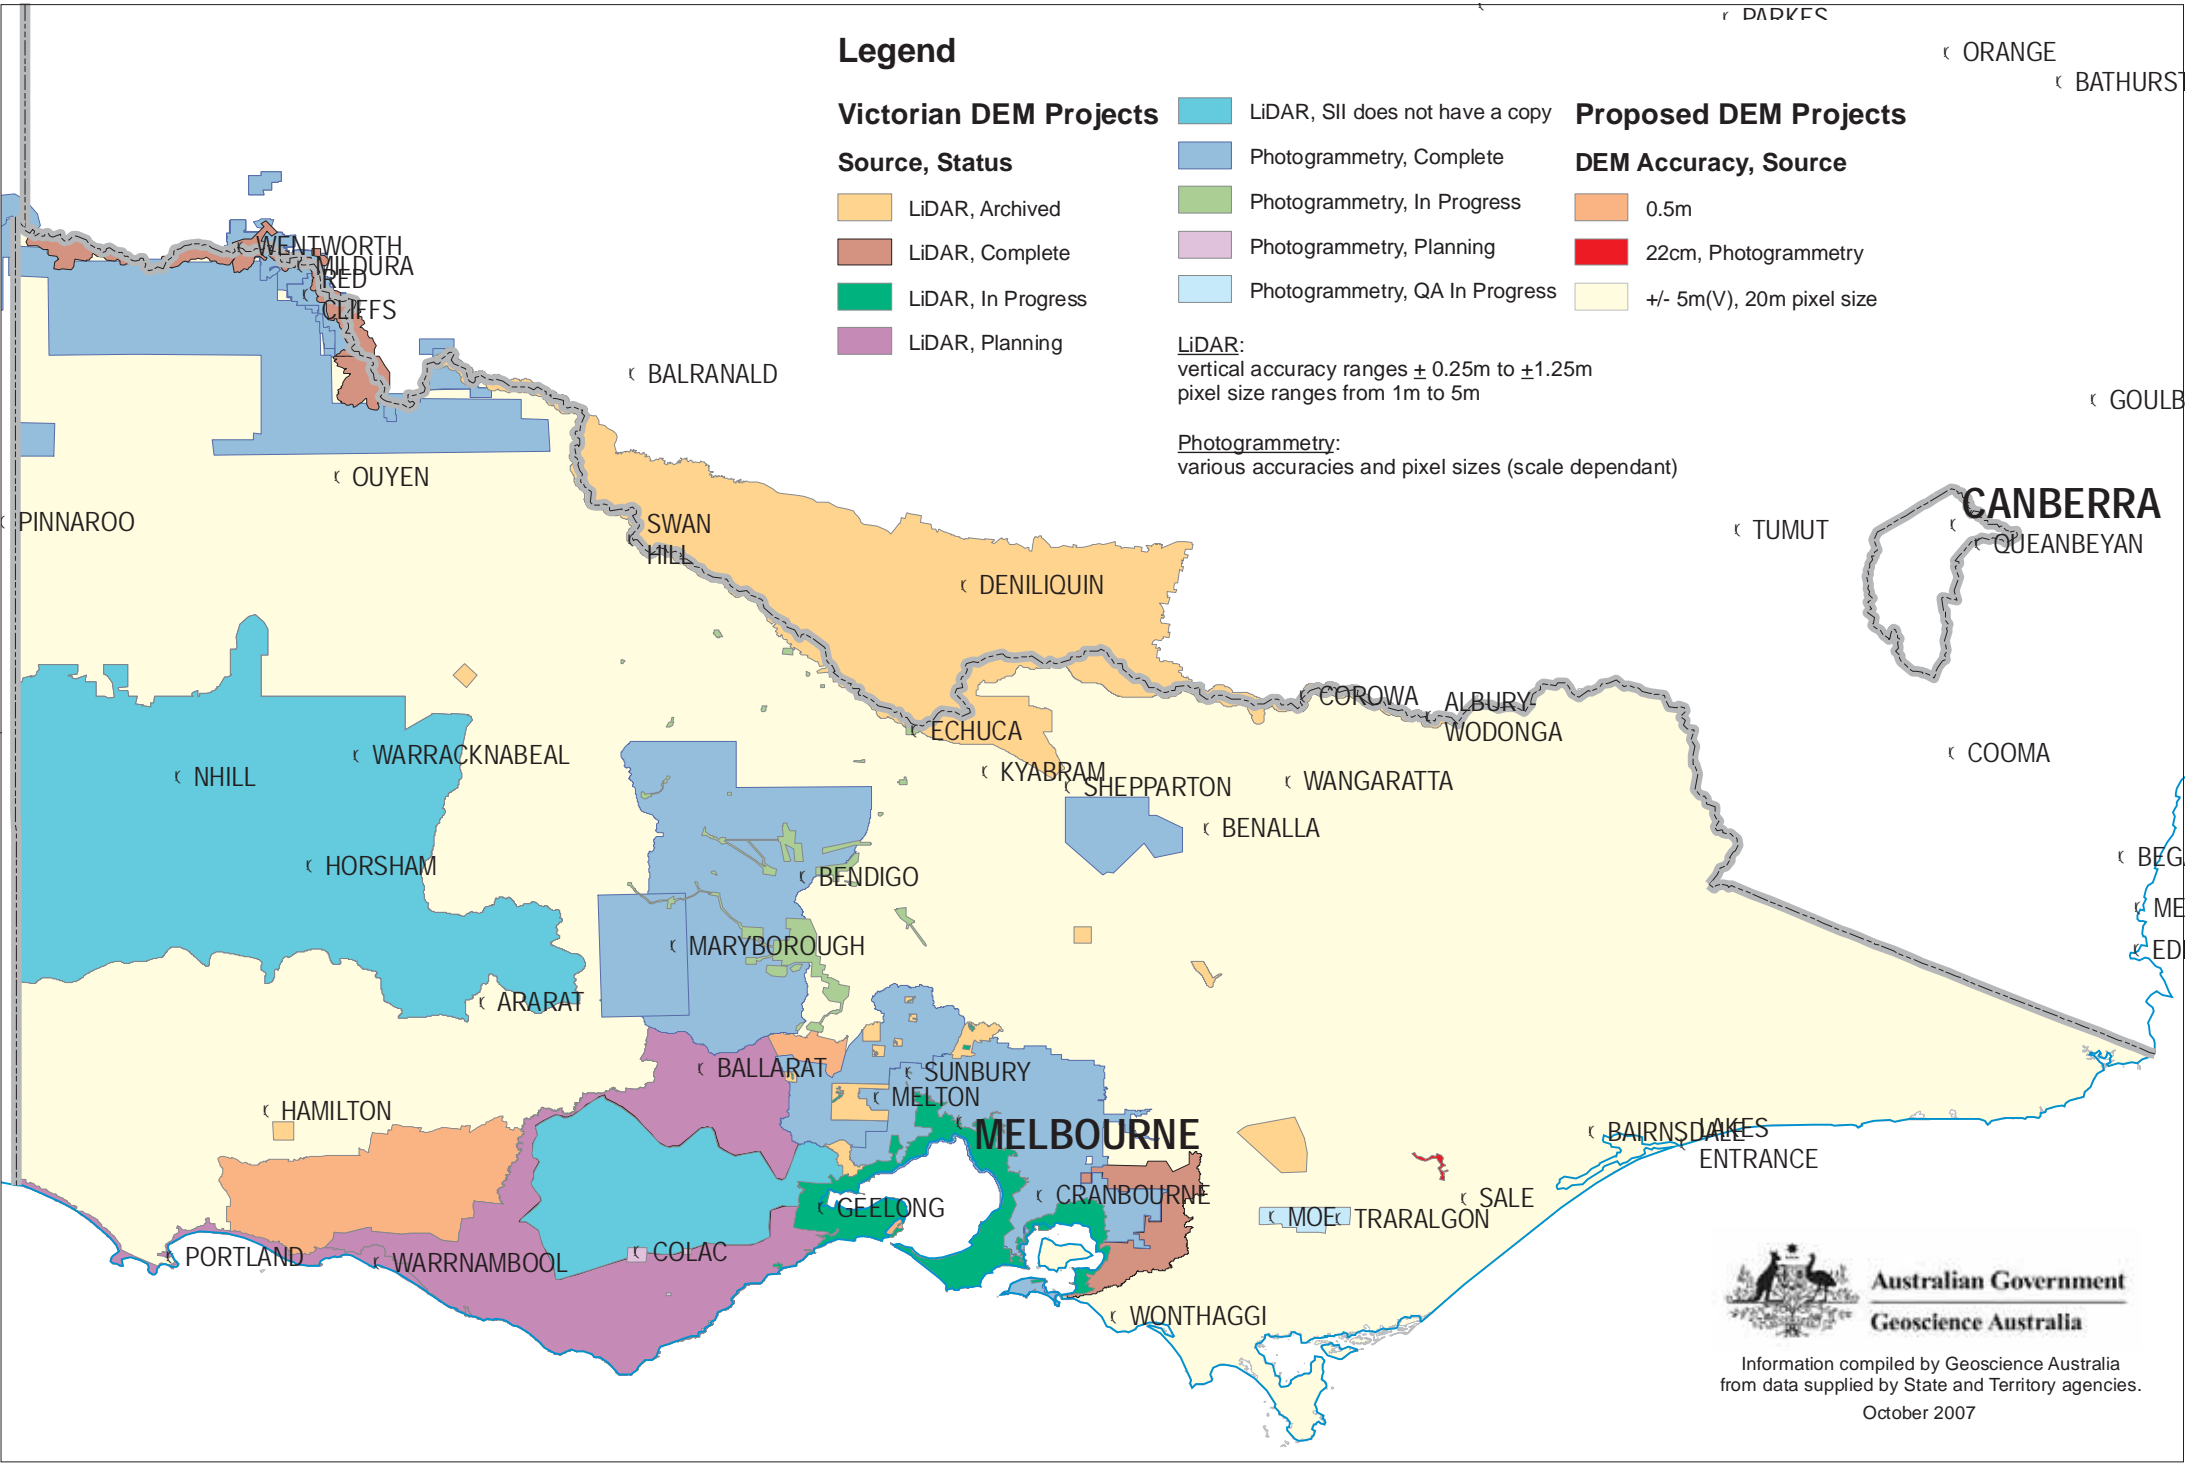 PARKES
ORANGE
BATHURST
Legend
Victorian DEM Projects
Source, Status
LiDAR, Archived
LiDAR, Complete
LiDAR, In Progress
LiDAR, Planning
LiDAR, SII does not have a copy
Photogrammetry, Complete
Photogrammetry, In Progress
Photogrammetry, Planning
Photogrammetry, QA In Progress
Proposed DEM Projects
DEM Accuracy, Source
0.5m
22cm, Photogrammetry
+/- 5m(V), 20m pixel size
LiDAR:
vertical accuracy ranges ± 0.25m to ±1.25m
pixel size ranges from 1m to 5m
Photogrammetry:
various accuracies and pixel sizes (scale dependant)
WENTWORTH
MILDURA
RED
CLIFFS
BALRANALD
GOULB
OUYEN
PINNAROO
SWAN
HILL
DENILIQUIN
TUMUT
CANBERRA
QUEANBEYAN
COROWA
ALBURY-
WODONGA
ECHUCA
KYABRAM
SHEPPARTON
WANGARATTA
BENALLA
COOMA
WARRACKNABEAL
NHILL
HORSHAM
BENDIGO
MARYBOROUGH
ARARAT
BEGA
ME
EDE
BALLARAT
SUNBURY
MELTON
MELBOURNE
HAMILTON
BAIRNSDALE
LAKES
ENTRANCE
GEELONG
CRANBOURNE
MOE
TRARALGON
SALE
PORTLAND
WARRNAMBOOL
COLAC
WONTHAGGI
Australian Government
Geoscience Australia
Information compiled by Geoscience Australia
from data supplied by State and Territory agencies.
October 2007